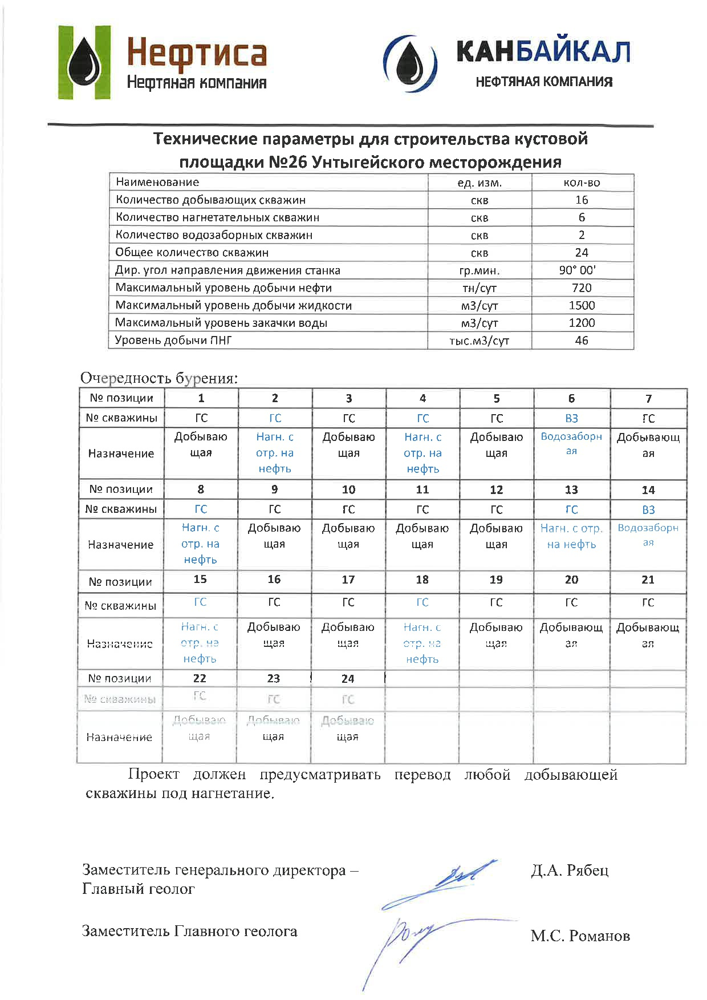 Нефтиса
Нефтяная компания
КАНБАЙКАЛ
НЕФТЯНАЯ КОМПАНИЯ
Технические параметры для строительства кустовой
площадки №26 Унтыгейского месторождения
Наименование ед. изм. кол-во
Количество добывающих скважин скв 16
Количество нагнетательных скважин скв 6
Количество водозаборных скважин скв 2
Общее количество скважин скв 24
Дир. угол направления движения станка гр.мин. 90° 00'
Максимальный уровень добычи нефти тн/сут 720
Максимальный уровень добычи жидкости м3/сут 1500
Максимальный уровень закачки воды м3/сут 1200
Уровень добычи ПНГ тыс.м3/сут 46
Очередность бурения:
№ позиции 1 2 3 4 5 6 7
№ скважины ГС ГС ГС ГС ГС ВЗ ГС
Добываю Нагн. с Добываю Нагн. с Добываю Водозаборн Добывающ
Назначение щая отр. на щая отр. на щая ая ая
нефть нефть
№ позиции 8 9 10 11 12 13 14
№ скважины ГС ГС ГС ГС ГС ГС ВЗ
Нагн. с Добываю Добываю Добываю Добываю Нагн. с отр. Водозаборн
Назначение отр. на щая щая щая щая на нефть ая
нефть
№ позиции 15 16 17 18 19 20 21
№ скважины ГС ГС ГС ГС ГС ГС ГС
Нагн. с Добываю Добываю Нагн. с Добываю Добывающ Добывающ
Назначение отр. на щая щая отр. на щая ая ая
нефть нефть
№ позиции 22 23 24
№ скважины ГС ГС ГС
Добываю Добываю Добываю
Назначение щая щая щая
Проект должен предусматривать перевод любой добывающей
скважины под нагнетание.
Заместитель генерального директора – Д.А. Рябец
Главный геолог
Заместитель Главного геолога М.С. Романов